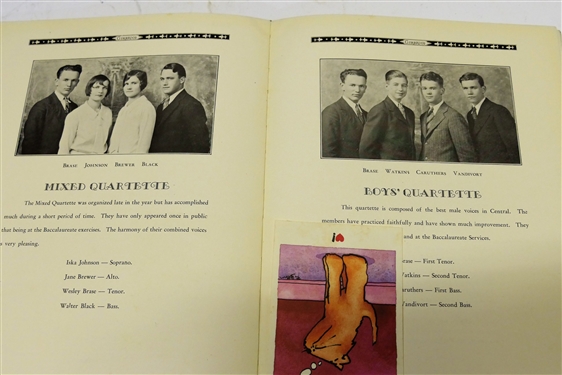 BRASE JOHNSON BREWER BLACK
MIXED QUARTETTE
The Mixed Quartette was organized late in the year but has accomplished
much during a short period of time. They have only appeared once in public
that being at the Baccalaureate exercises. The harmony of their combined voices
is very pleasing.
Iska Johnson — Soprano.
Jane Brewer — Alto.
Wesley Brase — Tenor.
Walter Black — Bass.
BRASE WATKINS CARUTHERS VANDIVORT
BOYS' QUARTETTE
This quartette is composed of the best male voices in Central. The
members have practiced faithfully and have shown much improvement. They
and at the Baccalaureate Services.
rase — First Tenor.
Watkins — Second Tenor.
aruthers — First Bass.
Vandivort — Second Bass.
I